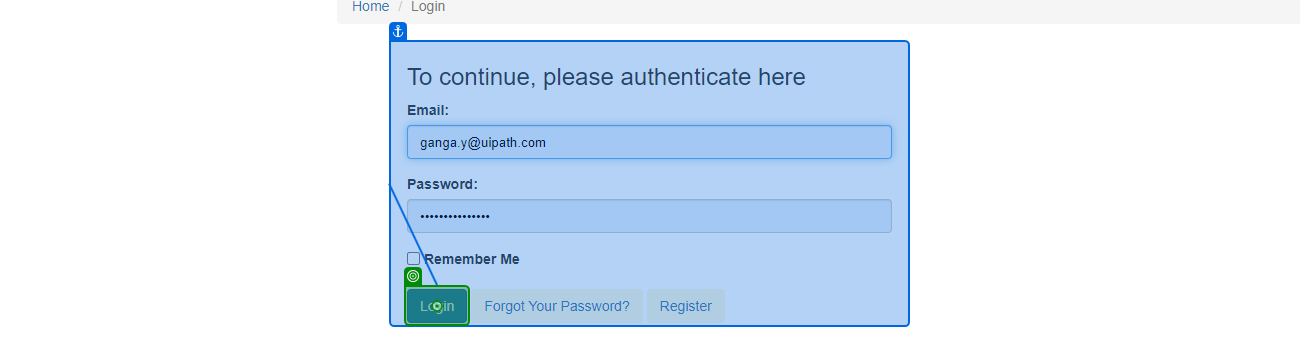 Home / Login
To continue, please authenticate here
Email:
ganga.y@uipath.com
Password:
•••••••••••••••
Remember Me
Login Forgot Your Password? Register